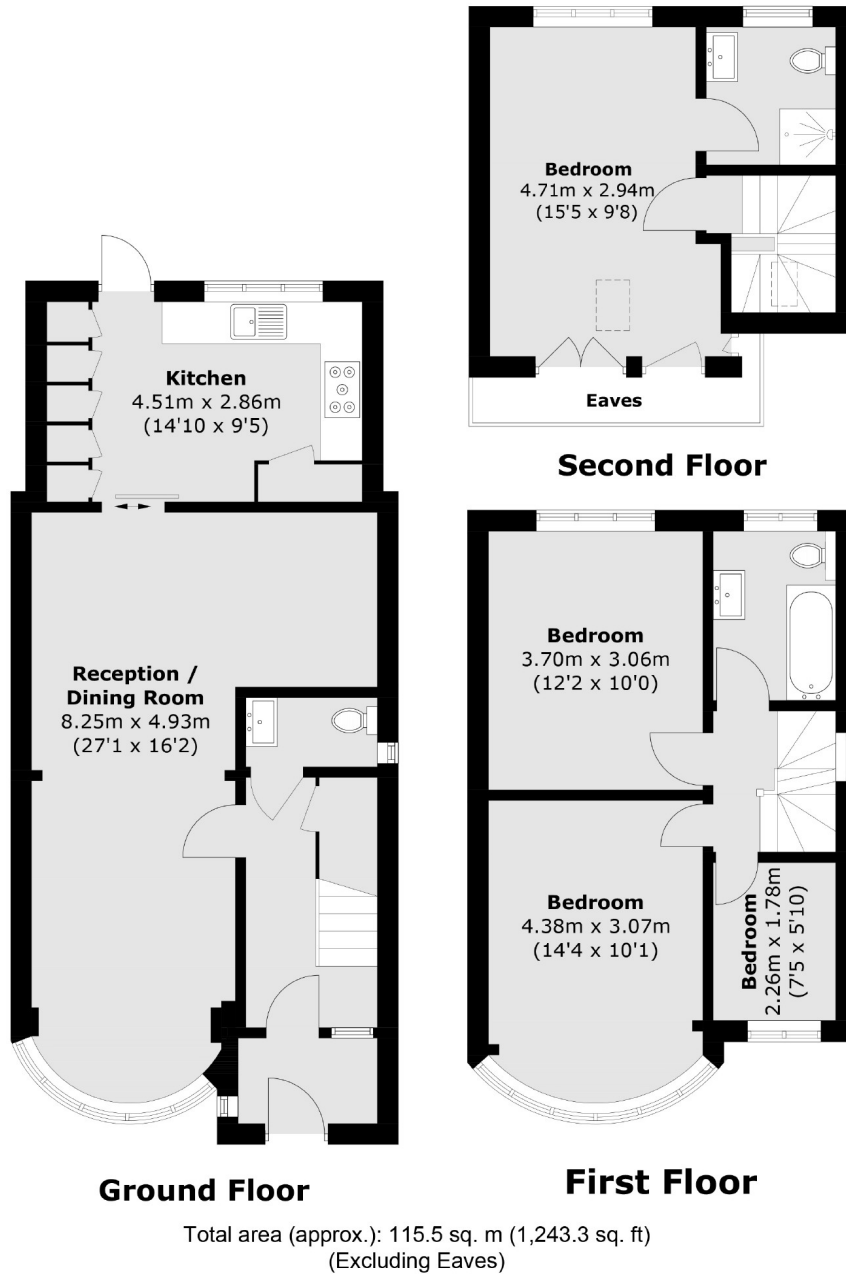 Bedroom
4.71m x 2.94m
(15'5 x 9'8)
Eaves
Second Floor
Kitchen
4.51m x 2.86m
(14'10 x 9'5)
Reception /
Dining Room
8.25m x 4.93m
(27'1 x 16'2)
Ground Floor
Bedroom
3.70m x 3.06m
(12'2 x 10'0)
Bedroom
4.38m x 3.07m
(14'4 x 10'1)
Bedroom
2.26m x 1.78m
(7'5 x 5'10)
First Floor
Total area (approx.): 115.5 sq. m (1,243.3 sq. ft)
(Excluding Eaves)